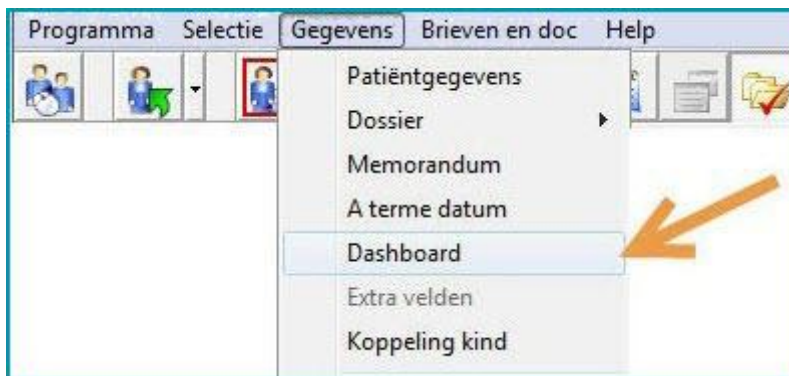 Programma Selectie Gegevens Brieven en doc Help
Patiëntgegevens
Dossier
Memorandum
A terme datum
Dashboard
Extra velden
Koppeling kind